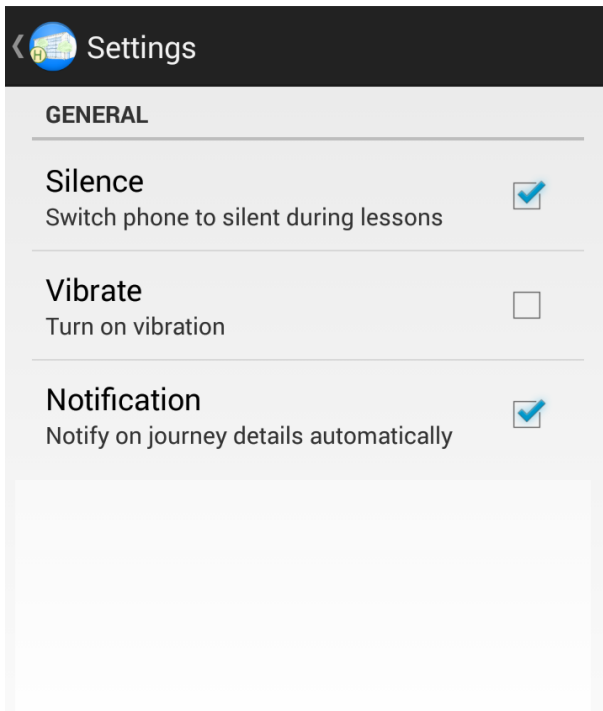 H
Settings
GENERAL
Silence
Switch phone to silent during lessons
Vibrate
Turn on vibration
Notification
Notify on journey details automatically